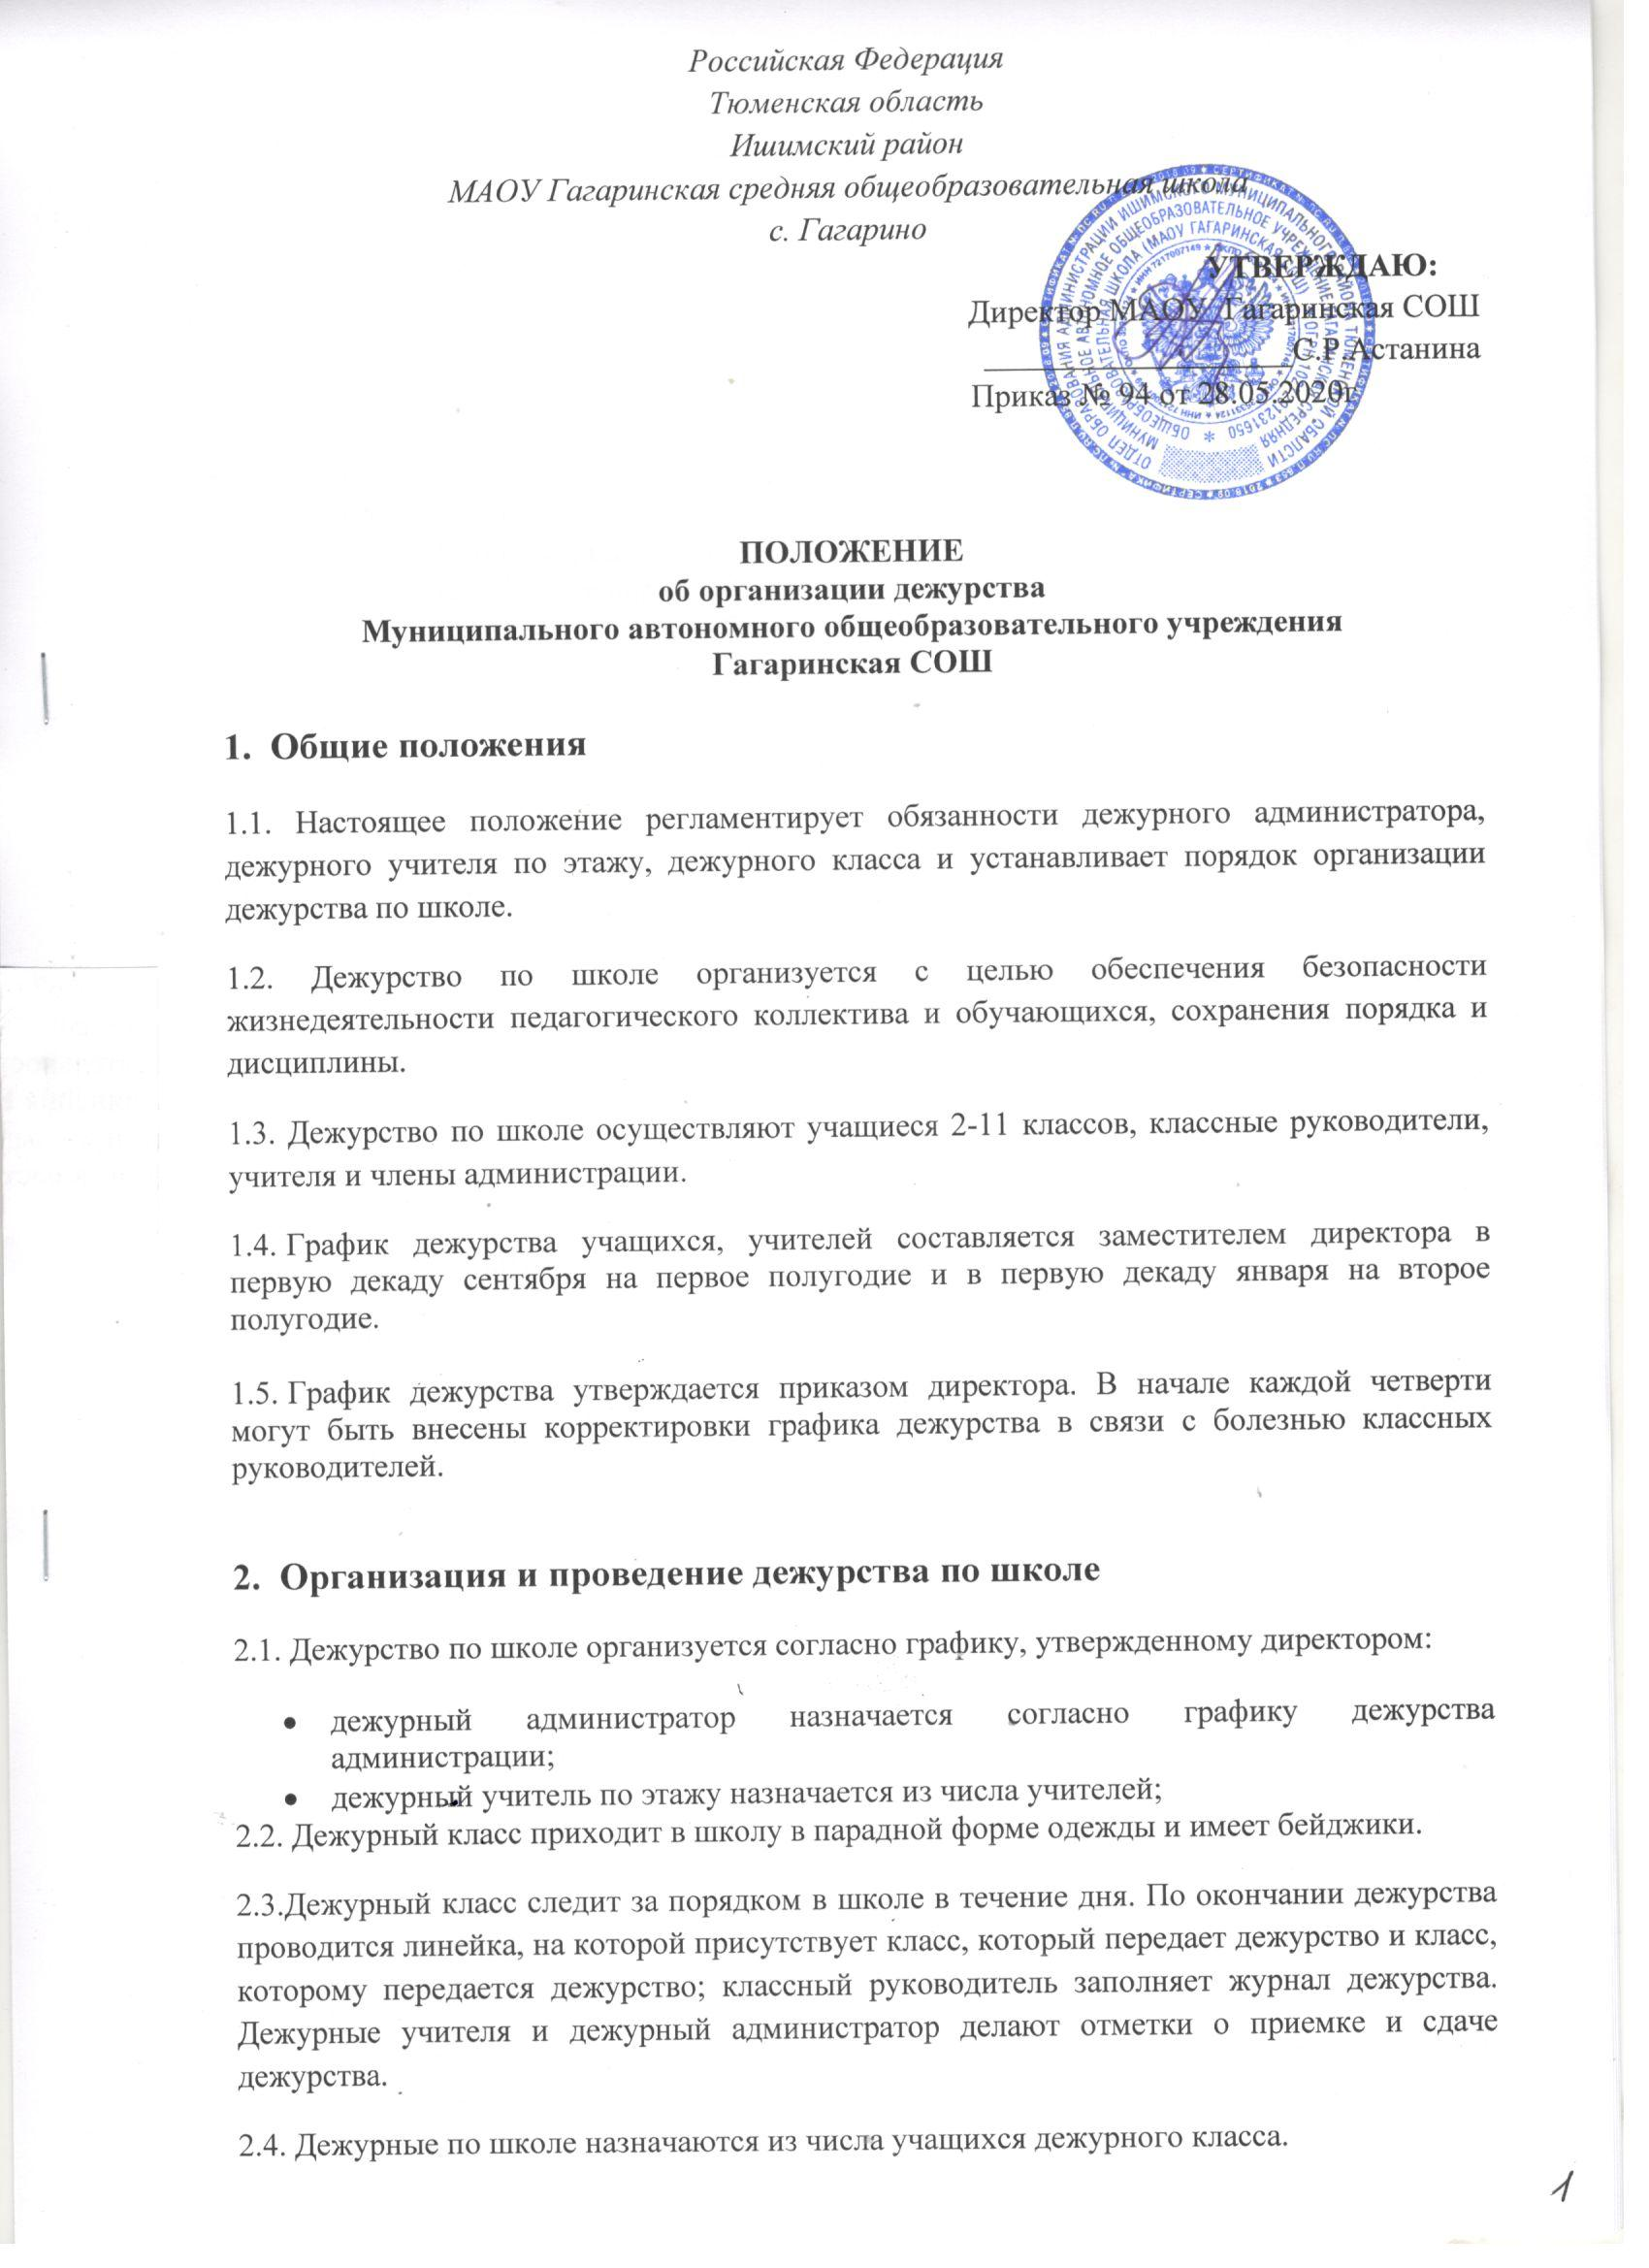 Российская Федерация
Тюменская область
Ишимский район
МАОУ Гагаринская средняя общеобразовательная школа
с. Гагарино
УТВЕРЖДАЮ:
Директор МАОУ Гагаринская СОШ
С.Р.Астанина
Приказ № 94 от 28.05.2020г
ПОЛОЖЕНИЕ
об организации дежурства
Муниципального автономного общеобразовательного учреждения
Гагаринская СОШ
1. Общие положения
1.1. Настоящее положение регламентирует обязанности дежурного администратора,
дежурного учителя по этажу, дежурного класса и устанавливает порядок организации
дежурства по школе.
1.2. Дежурство по школе организуется с целью обеспечения безопасности
жизнедеятельности педагогического коллектива и обучающихся, сохранения порядка и
дисциплины.
1.3. Дежурство по школе осуществляют учащиеся 2-11 классов, классные руководители,
учителя и члены администрации.
1.4. График дежурства учащихся, учителей составляется заместителем директора в
первую декаду сентября на первое полугодие и в первую декаду января на второе
полугодие.
1.5. График дежурства утверждается приказом директора. В начале каждой четверти
могут быть внесены корректировки графика дежурства в связи с болезнью классных
руководителей.
2. Организация и проведение дежурства по школе
2.1. Дежурство по школе организуется согласно графику, утвержденному директором:
• дежурный администратор назначается согласно графику дежурства
администрации;
• дежурный учитель по этажу назначается из числа учителей;
2.2. Дежурный класс приходит в школу в парадной форме одежды и имеет бейджики.
2.3.Дежурный класс следит за порядком в школе в течение дня. По окончании дежурства
проводится линейка, на которой присутствует класс, который передает дежурство и класс,
которому передается дежурство; классный руководитель заполняет журнал дежурства.
Дежурные учителя и дежурный администратор делают отметки о приемке и сдаче
дежурства.
2.4. Дежурные по школе назначаются из числа учащихся дежурного класса.
1